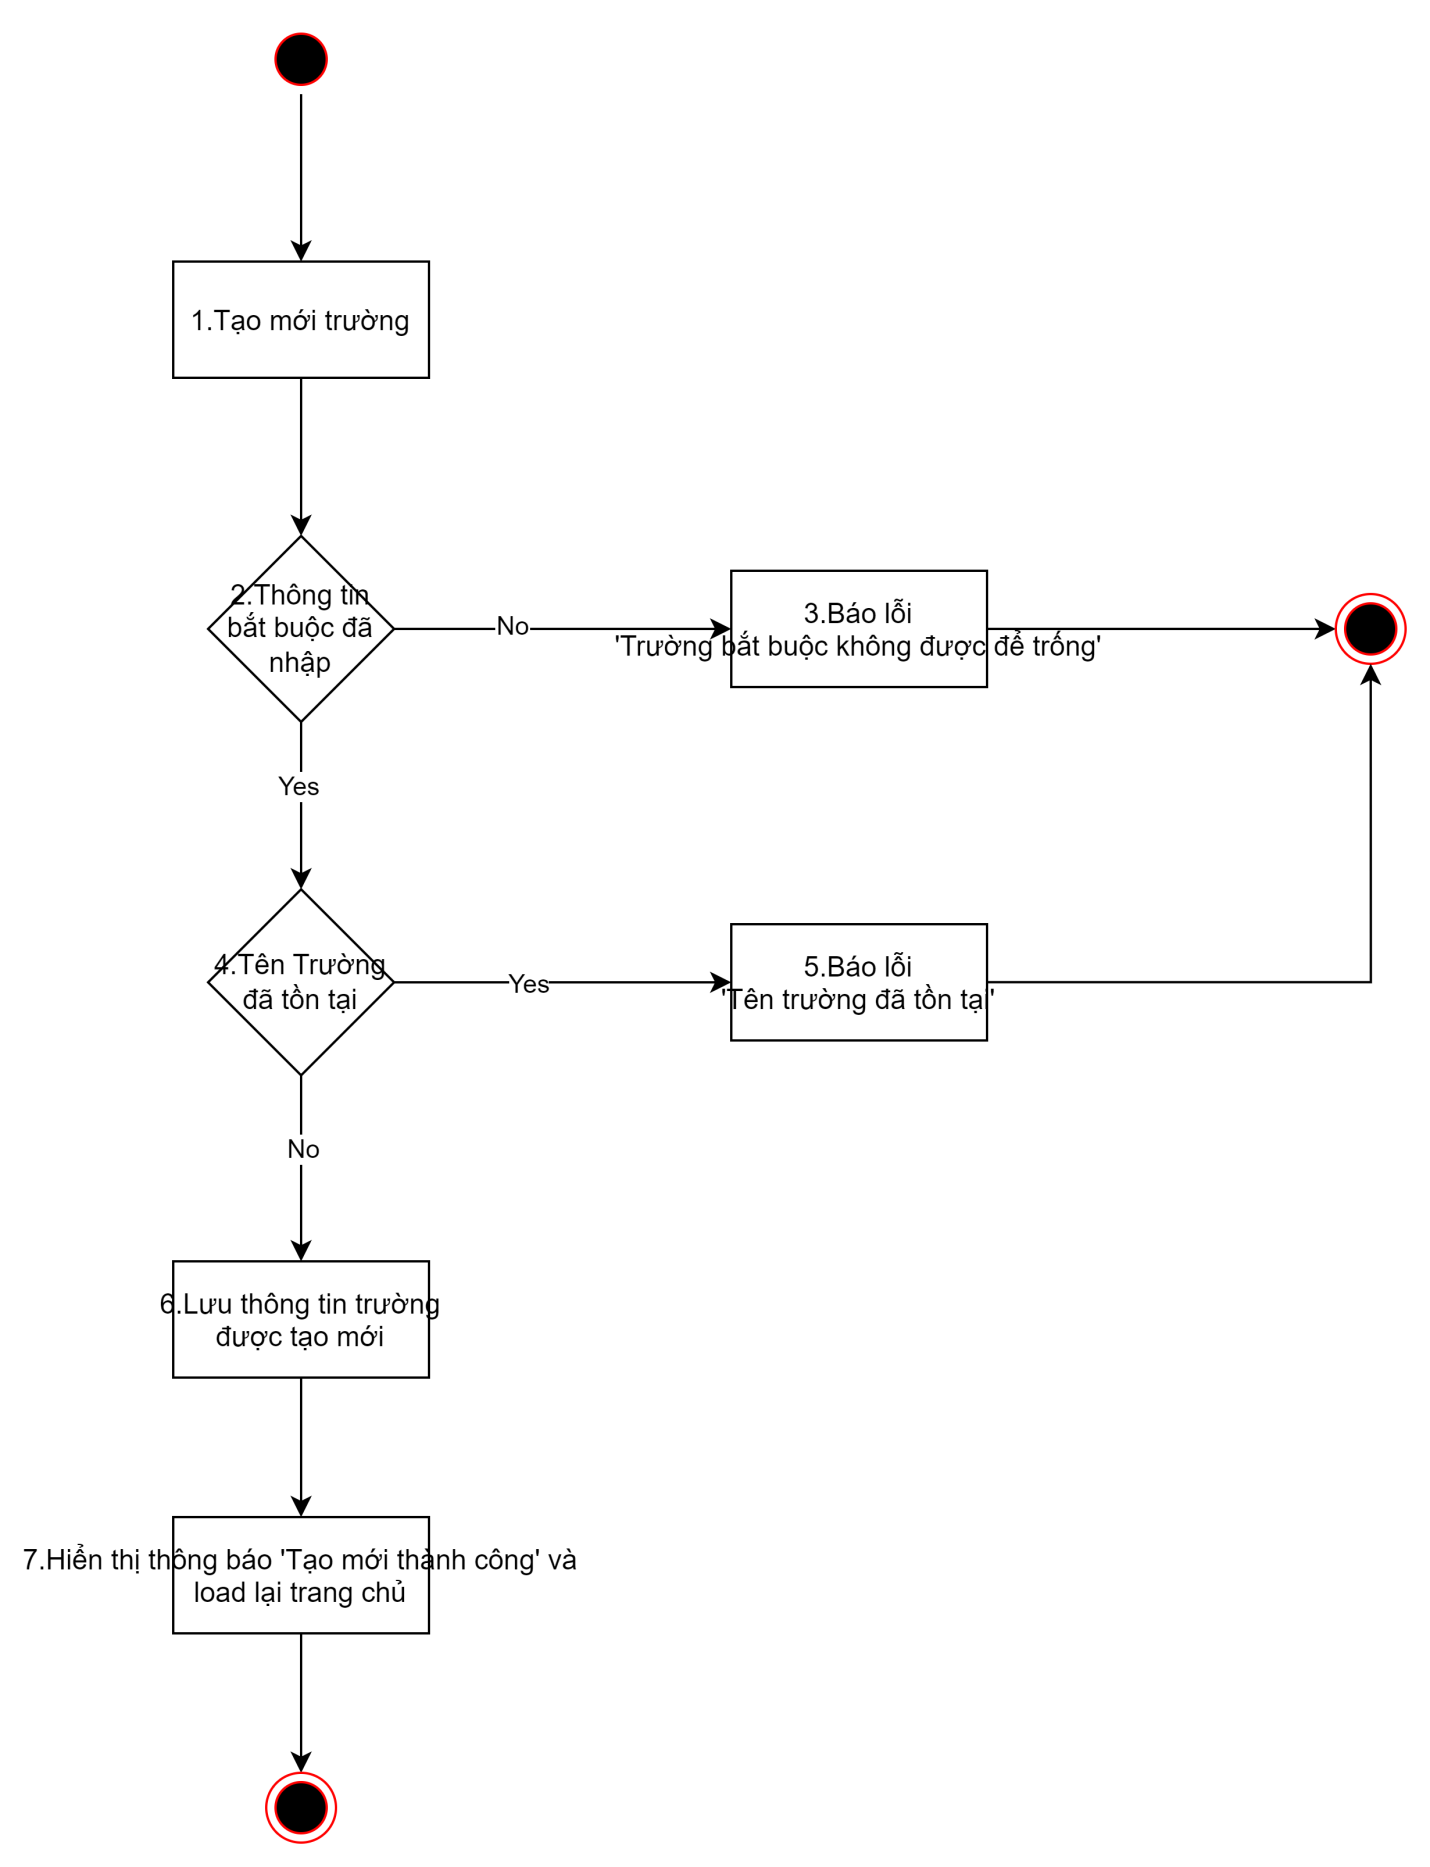 1.Tạo mới trường
2.Thông tin
bắt buộc đã
nhập
No
3.Báo lỗi
'Trường bắt buộc không được để trống'
Yes
4.Tên Trường
đã tồn tại
Yes
5.Báo lỗi
'Tên trường đã tồn tại'
No
6.Lưu thông tin trường
được tạo mới
7.Hiển thị thông báo 'Tạo mới thành công' và
load lại trang chủ